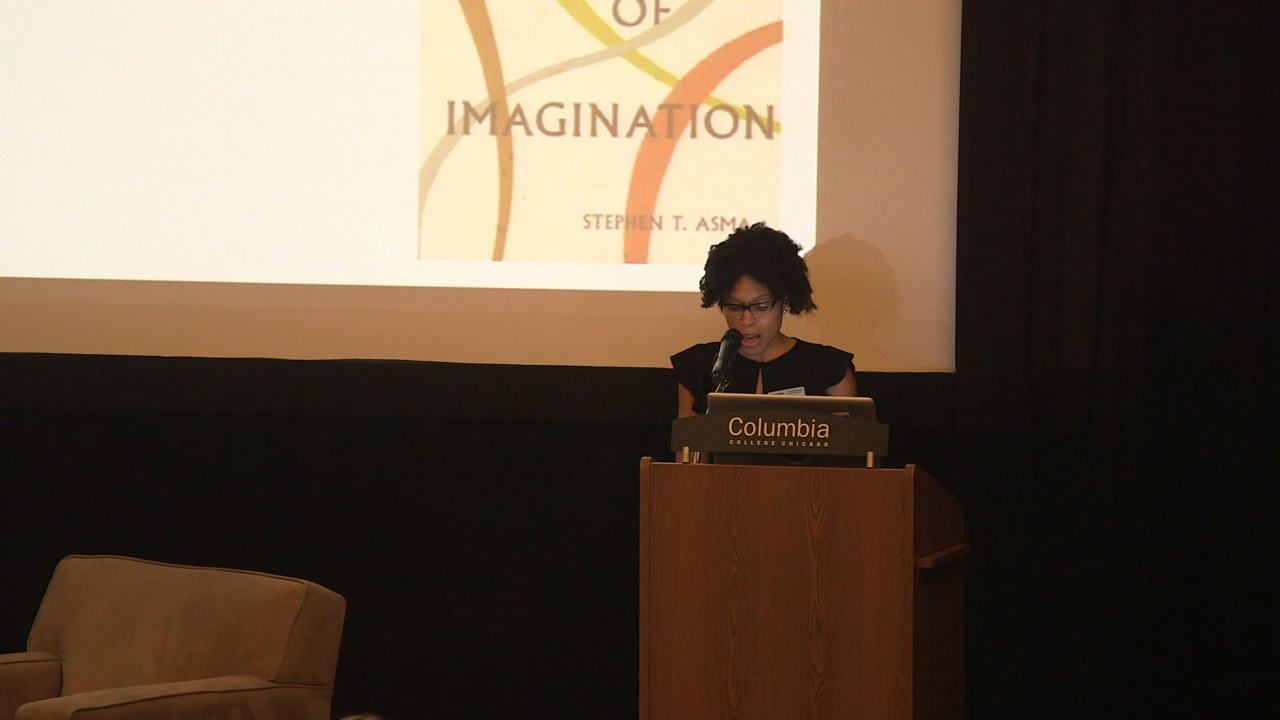 OF
IMAGINATION
STEPHEN T. ASMA
Columbia
COLLEGE CHICAGO